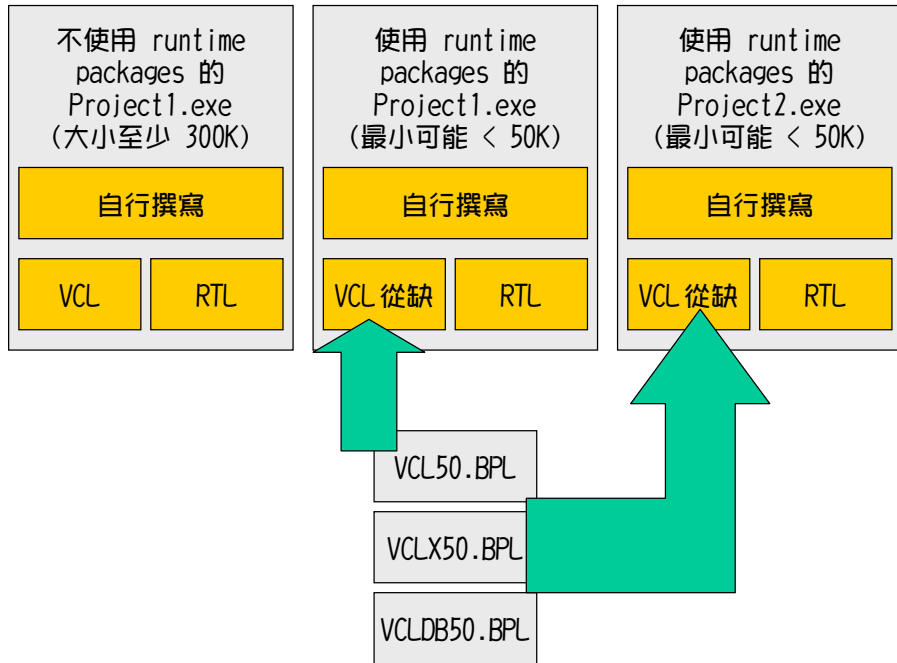 不使用 runtime
packages 的
Project1.exe
(大小至少 300K)
自行撰寫
VCL
RTL
使用 runtime
packages 的
Project1.exe
(最小可能 < 50K)
自行撰寫
VCL 從缺
RTL
使用 runtime
packages 的
Project2.exe
(最小可能 < 50K)
自行撰寫
VCL 從缺
RTL
VCL50.BPL
VCLX50.BPL
VCLDB50.BPL